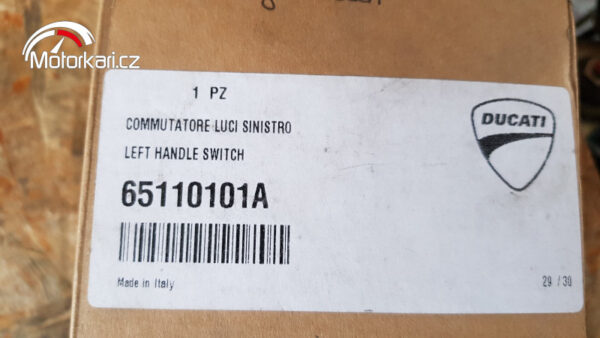 Motorkari.cz
1 PZ
COMMUTATORE LUCI SINISTRO
LEFT HANDLE SWITCH
65110101A
DUCATI
Made in Italy
29 / 30